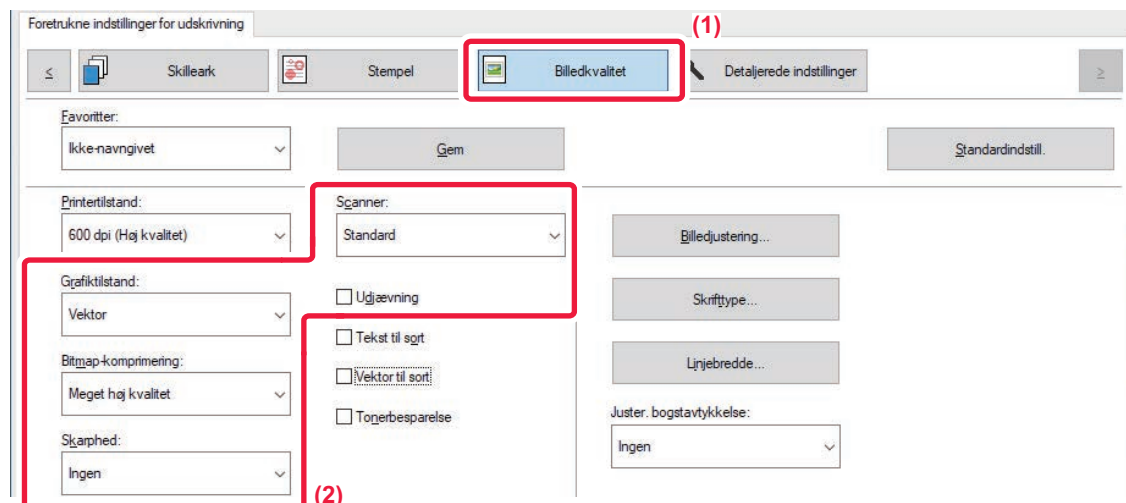 Foretrukne indstillinger for udskrivning
(1)
≤ Skilleark Stempel Billedkvalitet Detaljerede indstillinger ≥
Favoritter:
Ikke-navngivet Gem Standardindstill.
Printertilstand: Scanner:
600 dpi (Høj kvalitet) Standard Billedjustering...
Grafiktilstand:
Vektor Udjævning Skrifttype...
Tekst til sort
Bitmap-komprimering: Linjebredde...
Meget høj kvalitet Vektor til sort
Tonerbesparelse Juster. bogstavtykkelse:
Skarphed: Ingen
Ingen
(2)